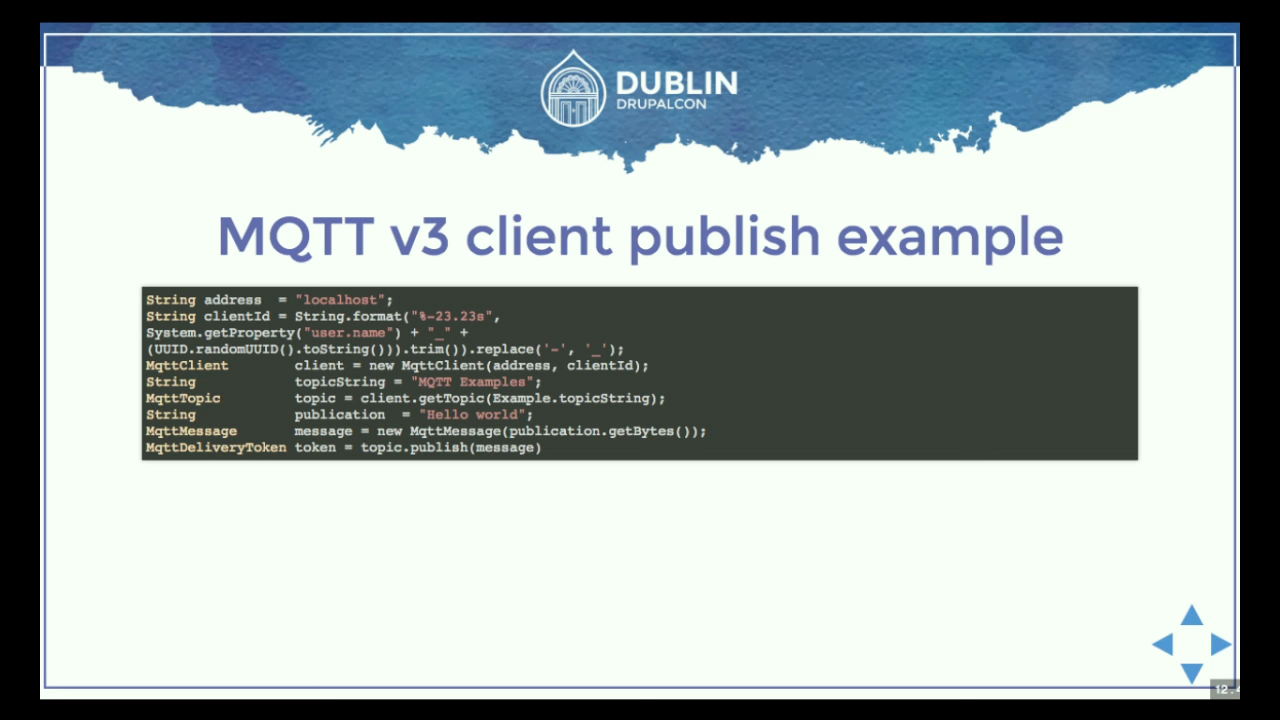 DUBLIN
DRUPALCON
MQTT v3 client publish example
String address  = "localhost";
String clientId = String.format("%-23.23s",
System.getProperty("user.name") + "_" +
(UUID.randomUUID().toString())).trim()).replace('-', '_');
MqttClient        client = new MqttClient(address, clientId);
String            topicString = "MQTT Examples";
MqttTopic         topic = client.getTopic(Example.topicString);
String            publication  = "Hello world";
MqttMessage       message = new MqttMessage(publication.getBytes());
MqttDeliveryToken token = topic.publish(message)